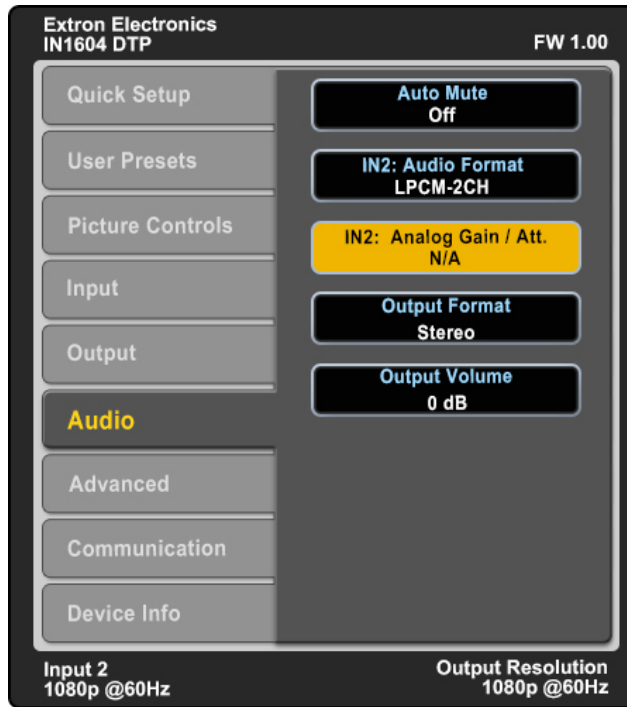 Extron Electronics
IN1604 DTP
FW 1.00
Quick Setup
User Presets
Picture Controls
Input
Output
Audio
Advanced
Communication
Device Info
Auto Mute
Off
IN2: Audio Format
LPCM-2CH
IN2: Analog Gain / Att.
N/A
Output Format
Stereo
Output Volume
0 dB
Input 2
1080p @60Hz
Output Resolution
1080p @60Hz